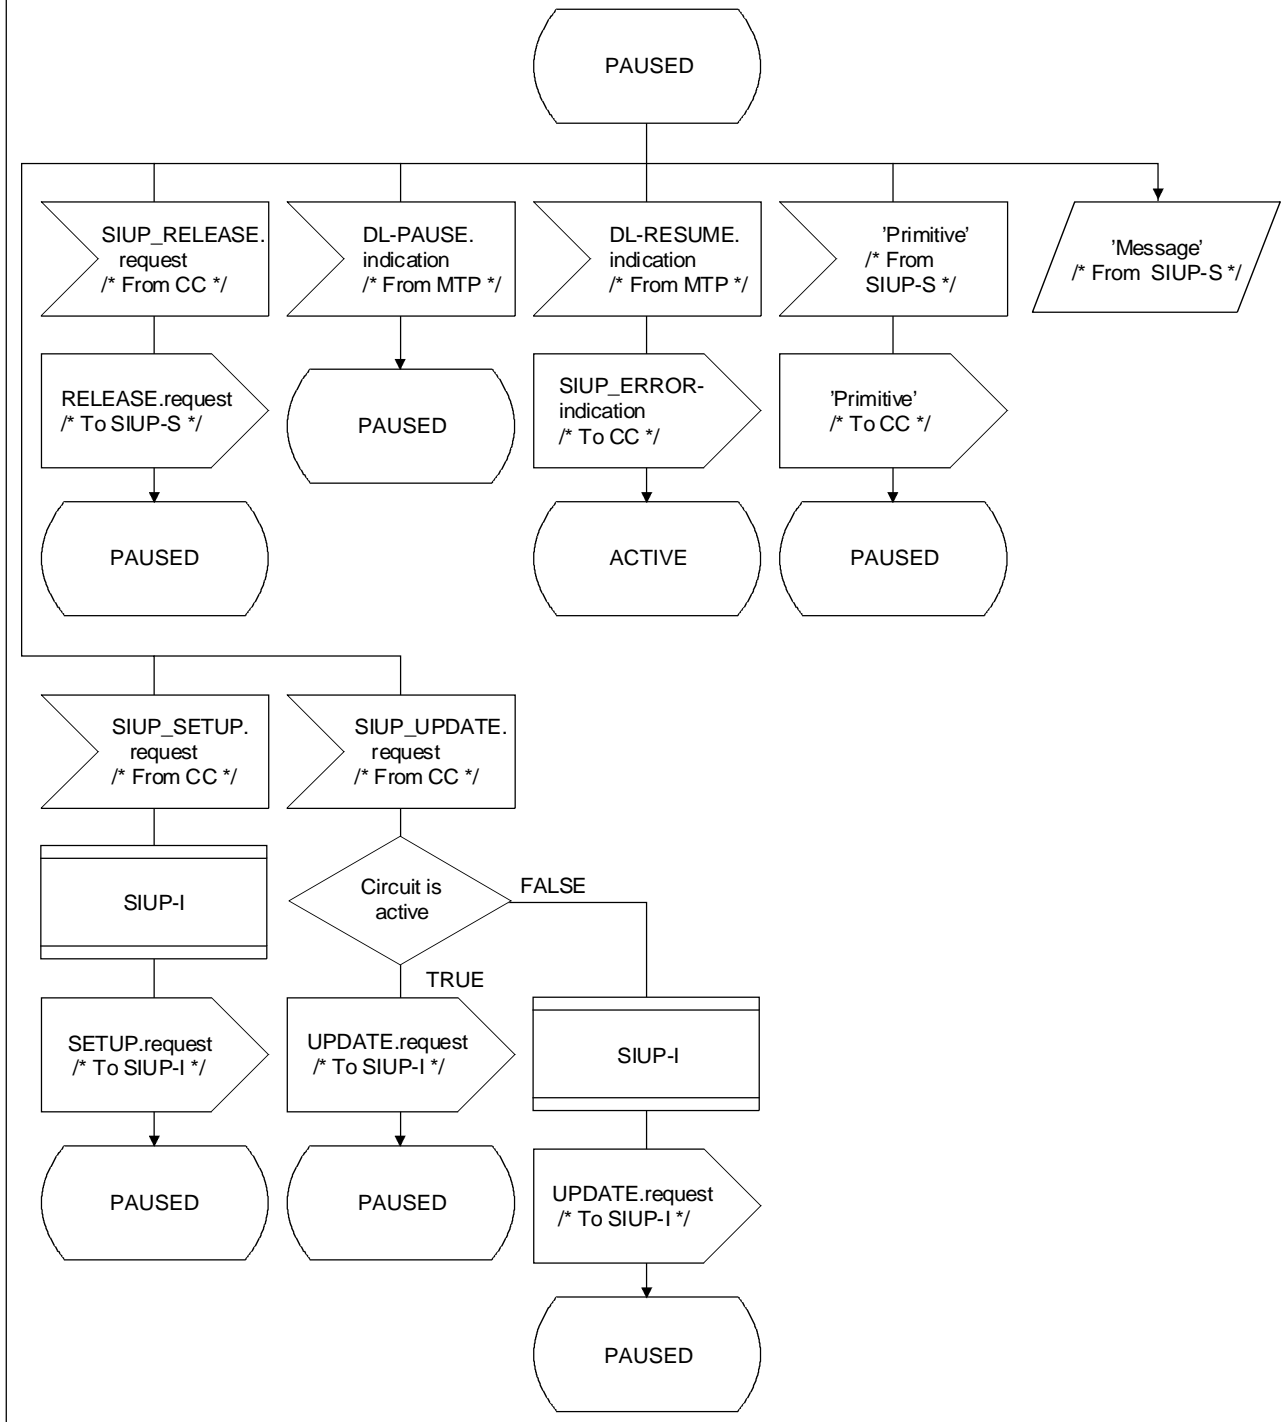 PAUSED
SIUP_RELEASE.
request
/* From CC */
DL-PAUSE.
indication
/* From MTP */
DL-RESUME.
indication
/* From MTP */
'Primitive'
/* From
SIUP-S */
'Message'
/* From SIUP-S */
RELEASE.request
/* To SIUP-S */
PAUSED
SIUP_ERROR-
indication
/* To CC */
'Primitive'
/* To CC */
PAUSED
ACTIVE
PAUSED
SIUP_SETUP.
request
/* From CC */
SIUP_UPDATE.
request
/* From CC */
SIUP-I
Circuit is
active
FALSE
TRUE
SETUP.request
/* To SIUP-I */
UPDATE.request
/* To SIUP-I */
SIUP-I
PAUSED
PAUSED
UPDATE.request
/* To SIUP-I */
PAUSED